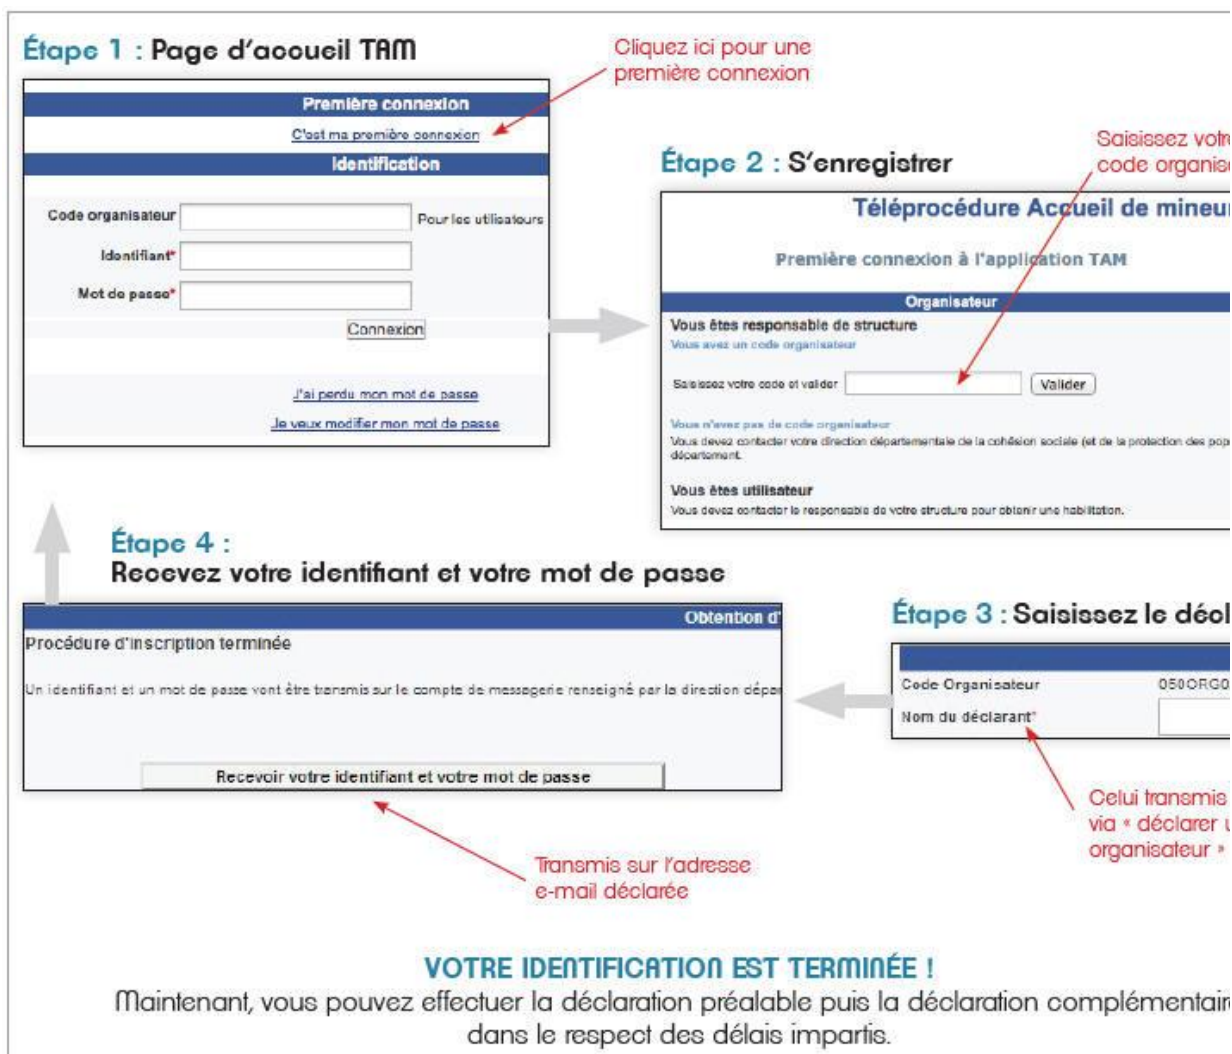 Étape 1 : Page d'accueil TAM
Cliquez ici pour une
première connexion
Première connexion
C'est ma première connexion
Identification
Code organisateur
Pour les utilisateurs
Identifiant*
Mot de passe*
Connexion
J'ai perdu mon mot de passe
Je veux modifier mon mot de passe
Étape 2 : S'enregistrer
Saisissez votre
code organis
Téléprocédure Accueil de mineu
Première connexion à l'application TAM
Organisateur
Vous êtes responsable de structure
Vous avez un code organisateur
Saisissez votre code et valider
Valider
Vous n'avez pas de code organisateur
Vous devez contacter votre direction départementale de la cohésion sociale (et de la protection des pop
département.
Vous êtes utilisateur
Vous devez contacter le responsable de votre structure pour obtenir une habilitation.
Étape 3 : Saisissez le décl
Code Organisateur
050ORG0
Nom du déclarant*
Celui transmis
via « déclarer u
organisateur »
Étape 4 :
Recevez votre identifiant et votre mot de passe
Obtention d'
Procédure d'inscription terminée
Un identifiant et un mot de passe vont être transmis sur le compte de messagerie renseigné par la direction dépar
Recevoir votre identifiant et votre mot de passe
Transmis sur l'adresse
e-mail déclarée
VOTRE IDENTIFICATION EST TERMINÉE !
Maintenant, vous pouvez effectuer la déclaration préalable puis la déclaration complémentaire
dans le respect des délais impartis.